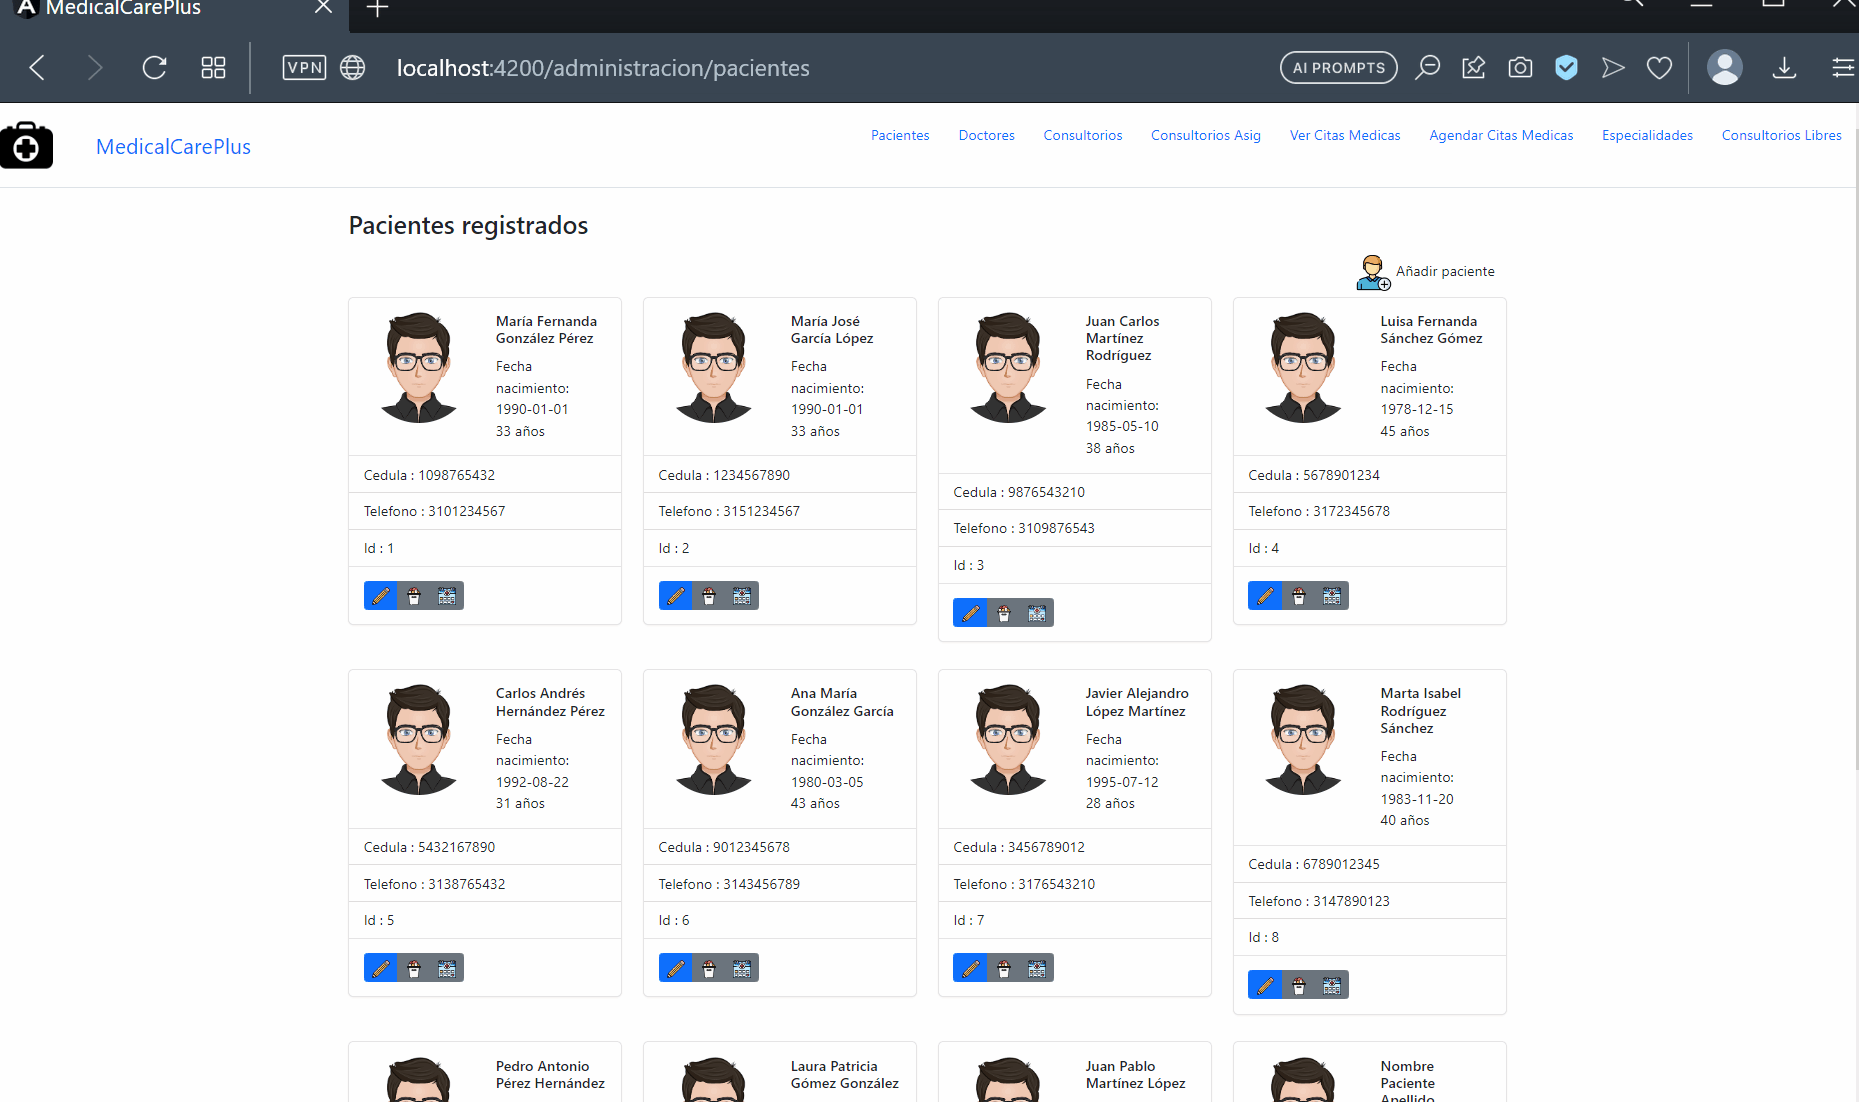 MedicalCarePlus
VPN
localhost:4200/administracion/pacientes
AI PROMPTS
MedicalCarePlus
Pacientes
Doctores
Consultorios
Consultorios Asig
Ver Citas Medicas
Agendar Citas Medicas
Especialidades
Consultorios Libres
Pacientes registrados
Añadir paciente
María Fernanda
González Pérez
Fecha
nacimiento:
1990-01-01
33 años
Cedula : 1098765432
Telefono : 3101234567
Id : 1
María José
García López
Fecha
nacimiento:
1990-01-01
33 años
Cedula : 1234567890
Telefono : 3151234567
Id : 2
Juan Carlos
Martínez
Rodríguez
Fecha
nacimiento:
1985-05-10
38 años
Cedula : 9876543210
Telefono : 3109876543
Id : 3
Luisa Fernanda
Sánchez Gómez
Fecha
nacimiento:
1978-12-15
45 años
Cedula : 5678901234
Telefono : 3172345678
Id : 4
Carlos Andrés
Hernández Pérez
Fecha
nacimiento:
1992-08-22
31 años
Cedula : 5432167890
Telefono : 3138765432
Id : 5
Ana María
González García
Fecha
nacimiento:
1980-03-05
43 años
Cedula : 9012345678
Telefono : 3143456789
Id : 6
Javier Alejandro
López Martínez
Fecha
nacimiento:
1995-07-12
28 años
Cedula : 3456789012
Telefono : 3176543210
Id : 7
Marta Isabel
Rodríguez
Sánchez
Fecha
nacimiento:
1983-11-20
40 años
Cedula : 6789012345
Telefono : 3147890123
Id : 8
Pedro Antonio
Pérez Hernández
Laura Patricia
Gómez González
Juan Pablo
Martínez López
Nombre
Paciente
Apellido